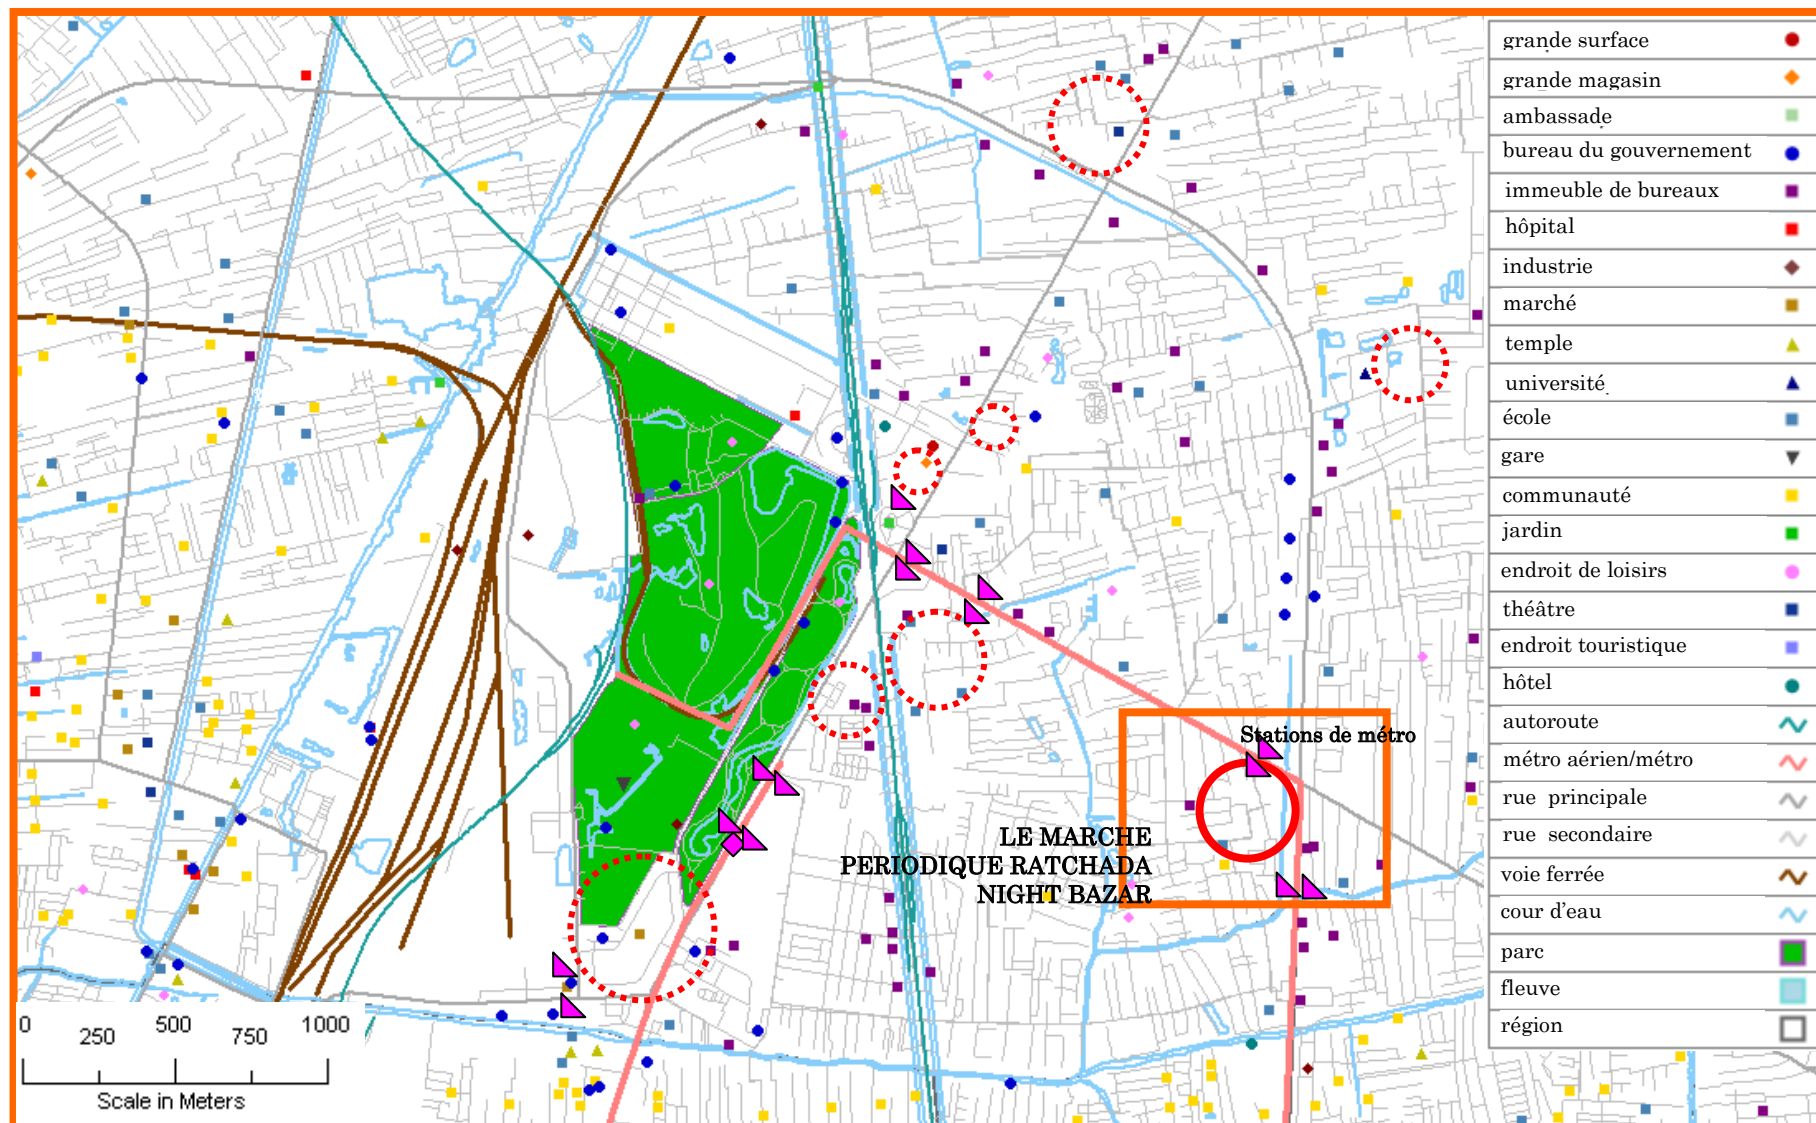 grande surface
grande magasin
ambassade
bureau du gouvernement
immeuble de bureaux
hôpital
industrie
marché
temple
université
école
gare
communauté
jardin
endroit de loisirs
théâtre
endroit touristique
hôtel
autoroute
métro aérien/métro
rue principale
rue secondaire
voie ferrée
cour d'eau
parc
fleuve
région
Stations de métro
LE MARCHE
PERIODIQUE RATCHADA
NIGHT BAZAR
0 250 500 750 1000
Scale in Meters